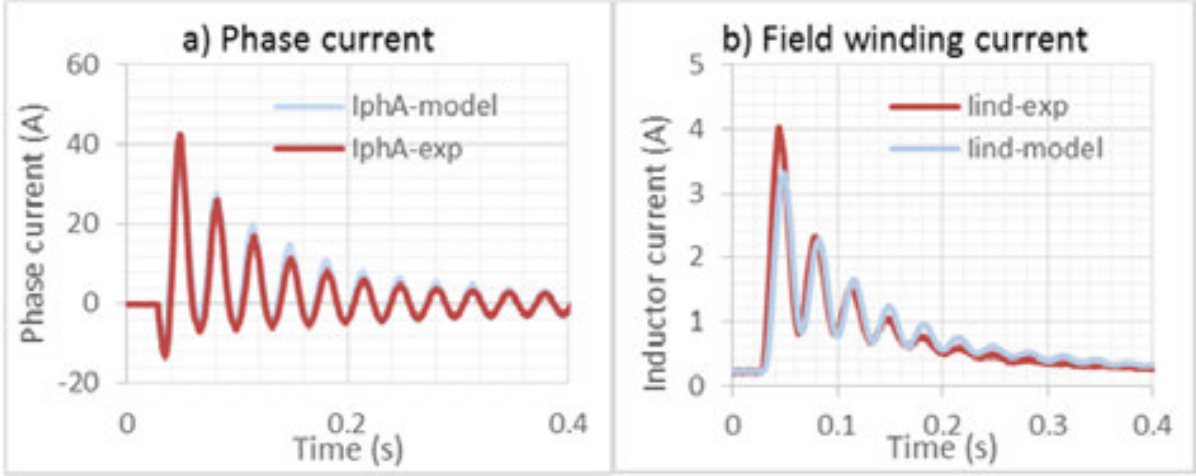 a) Phase current
60
40
20
0
-20
Phase current (A)
IphA-model
IphA-exp
0
0.2
0.4
Time (s)
b) Field winding current
5
4
3
2
1
0
Inductor current (A)
Iind-exp
Iind-model
0
0.1
0.2
0.3
0.4
Time (s)